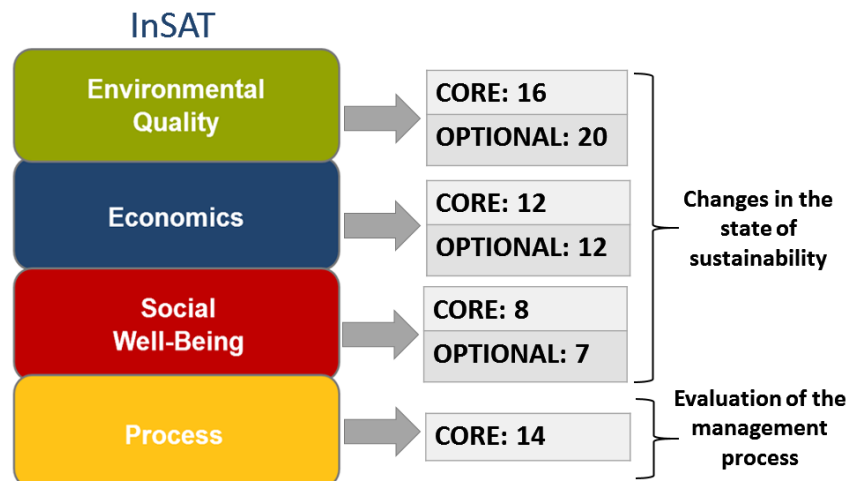 InSAT
Environmental
Quality
CORE: 16
OPTIONAL: 20
Economics
CORE: 12
OPTIONAL: 12
Social
Well-Being
CORE: 8
OPTIONAL: 7
Changes in the
state of
sustainability
Process
CORE: 14
Evaluation of the
management
process